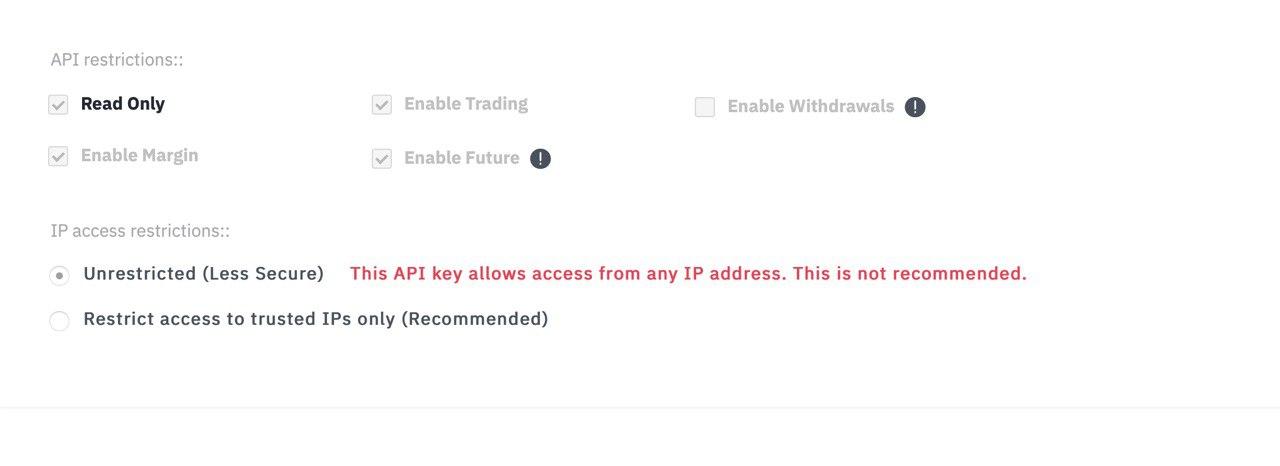 API restrictions::
Read Only
Enable Trading
Enable Withdrawals !
Enable Margin
Enable Future !
IP access restrictions::
Unrestricted (Less Secure) This API key allows access from any IP address. This is not recommended.
Restrict access to trusted IPs only (Recommended)